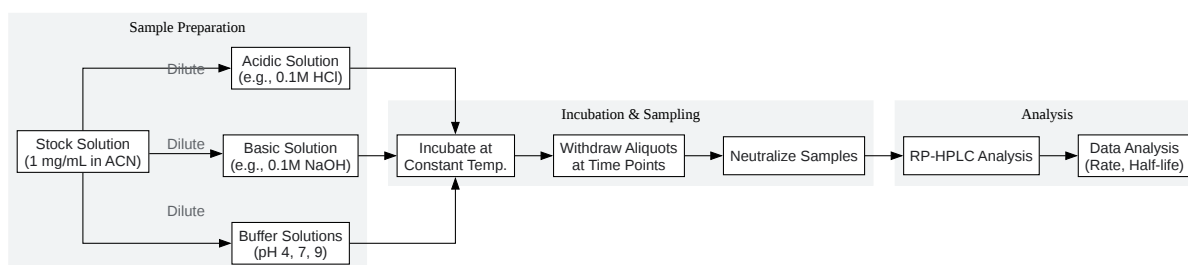 Sample Preparation
Dilute
Acidic Solution
(e.g., 0.1M HCl)
Stock Solution
(1 mg/mL in ACN)
Dilute
Basic Solution
(e.g., 0.1M NaOH)
Dilute
Buffer Solutions
(pH 4, 7, 9)
Incubation & Sampling
Incubate at
Constant Temp.
Withdraw Aliquots
at Time Points
Neutralize Samples
Analysis
RP-HPLC Analysis
Data Analysis
(Rate, Half-life)